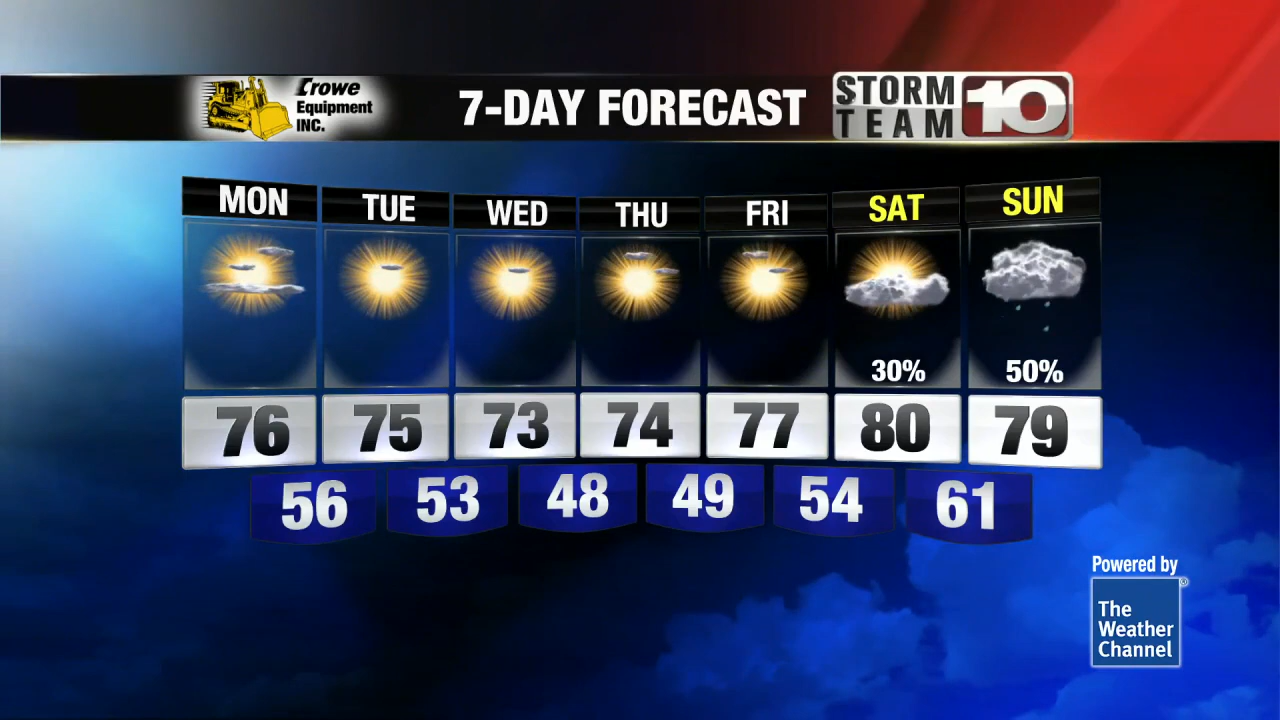 Crowe
Equipment
INC.
7-DAY FORECAST
STORM
TEAM
10
MON TUE WED THU FRI SAT SUN
30% 50%
76 75 73 74 77 80 79
56 53 48 49 54 61
Powered by
The
Weather
Channel
®